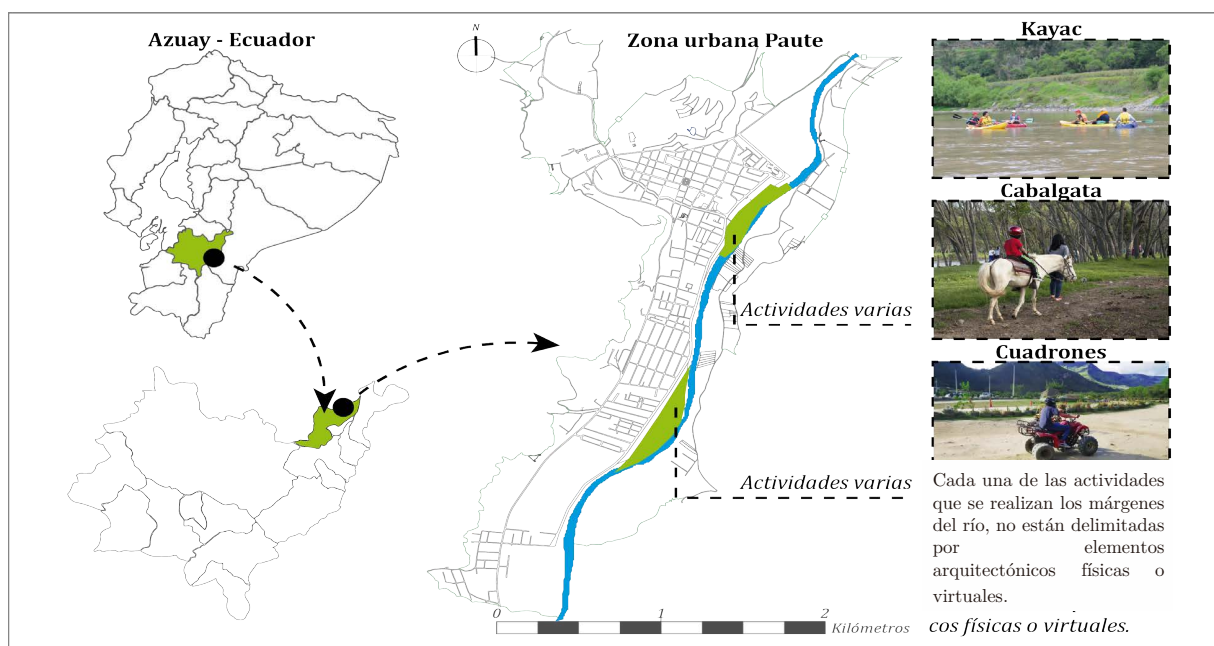 Azuay - Ecuador
N
Zona urbana Paute
Actividades varias
Actividades varias
0 1 2
Kilómetros
Kayac
Cabalgata
Cuadrones
Cada una de las actividades
que se realizan los márgenes
del río, no están delimitadas
por elementos
arquitectónicos físicas o
virtuales.
cos físicas o virtuales.